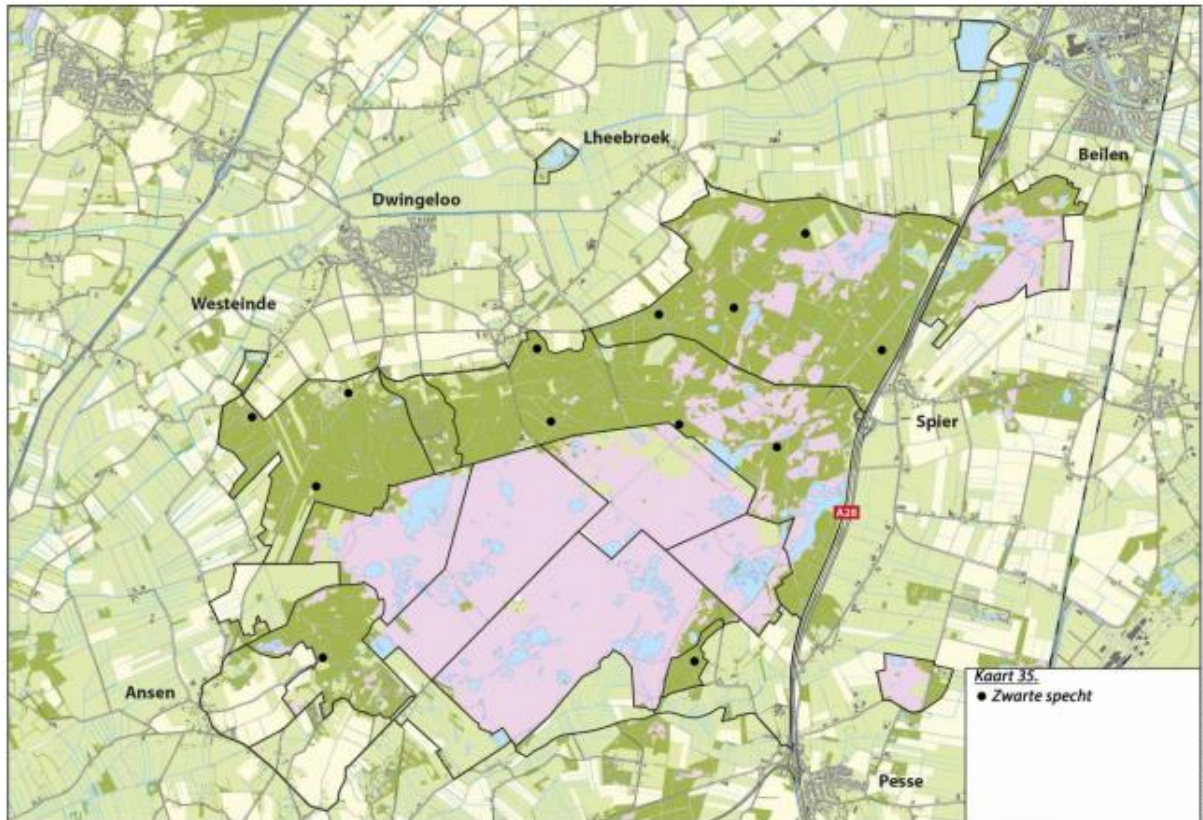 Lheebroek
Beilen
Dwingeloo
Westeinde
Spier
A28
Ansen
Kaart 35.
● Zwarte specht
Pesse